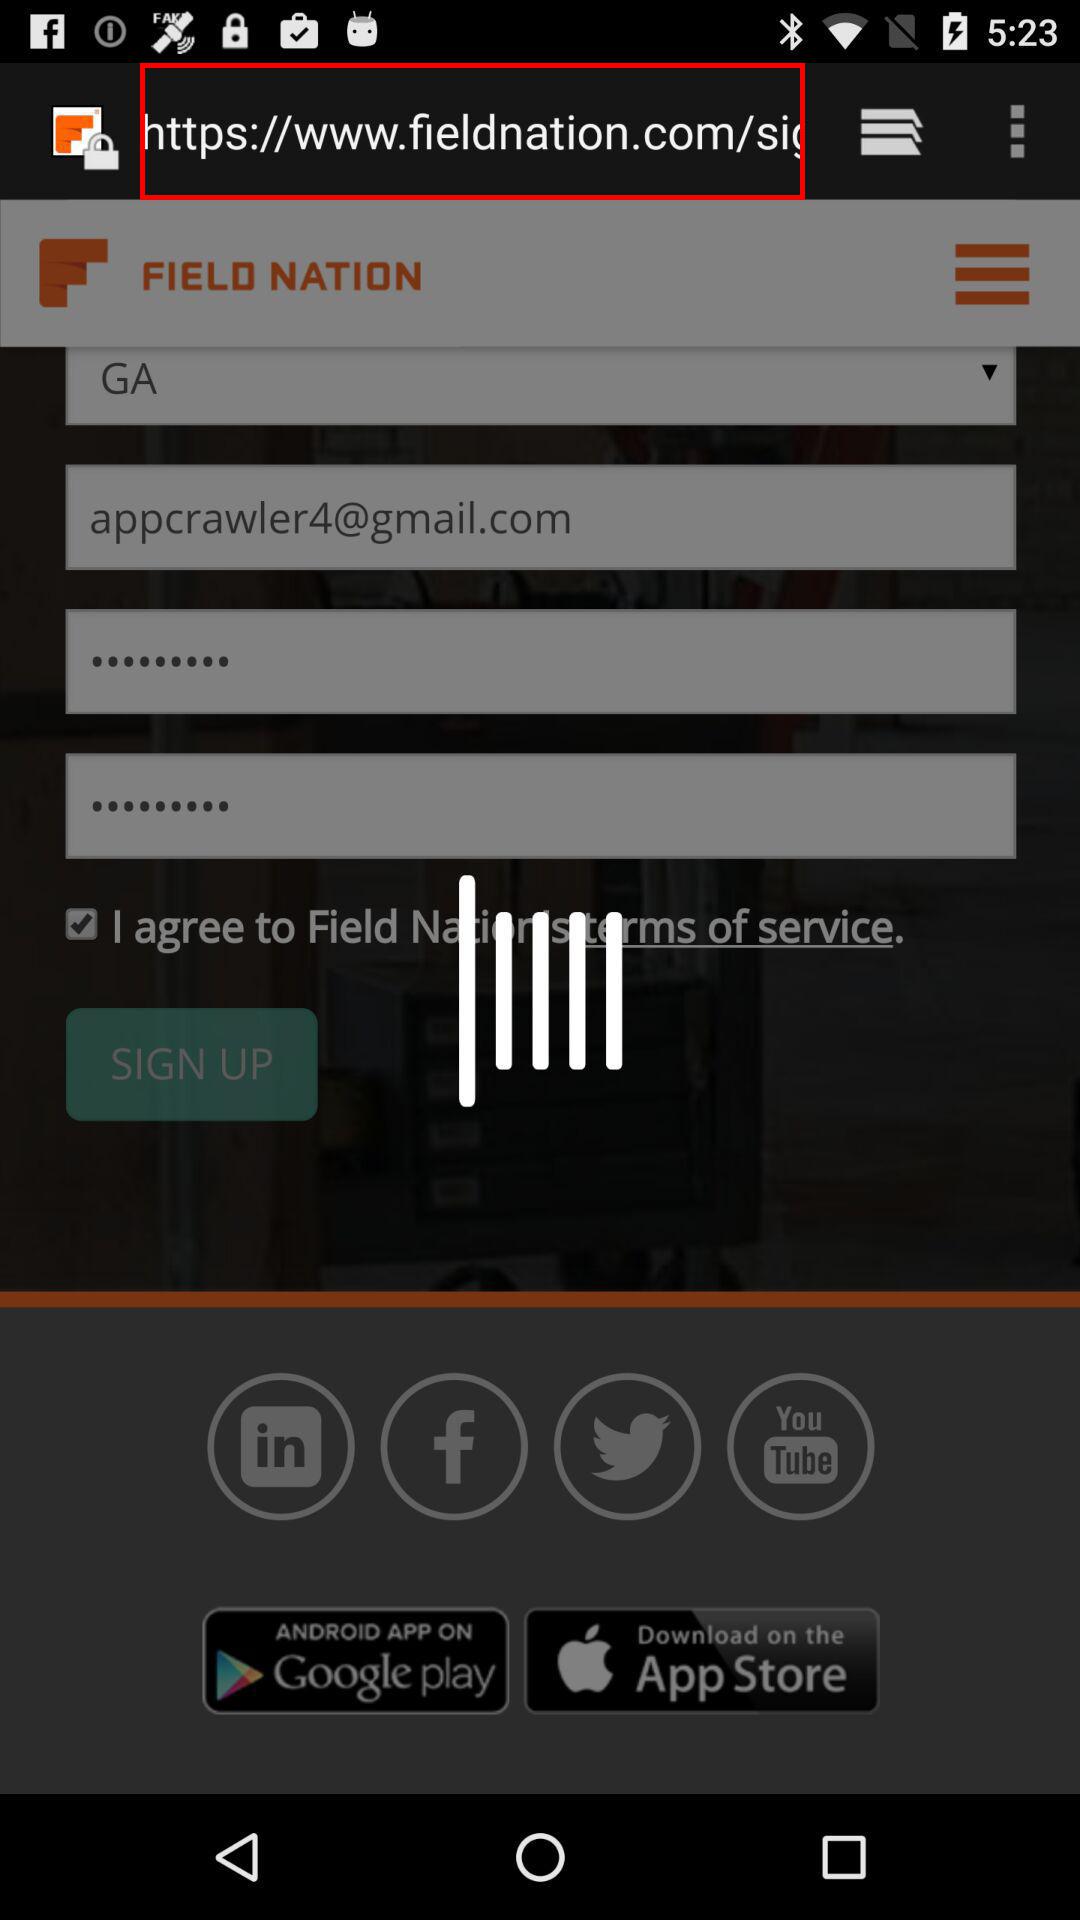 FAKE
5:23
https://www.fieldnation.com/sig
FIELD NATION
GA
appcrawler4@gmail.com
•••••••••
•••••••••
I agree to Field Nation's terms of service.
SIGN UP
in
f
You
Tube
ANDROID APP ON
Google play
Download on the
App Store